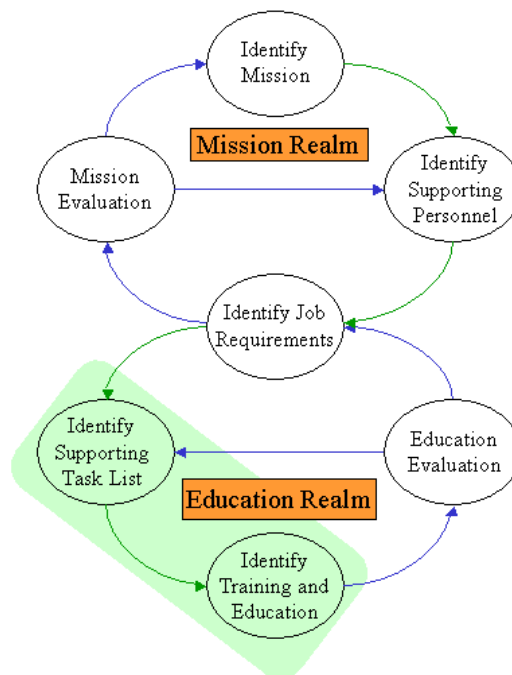 Identify
Mission
Mission Realm
Mission
Evaluation
Identify
Supporting
Personnel
Identify Job
Requirements
Identify
Supporting
Task List
Education
Evaluation
Education Realm
Identify
Training and
Education